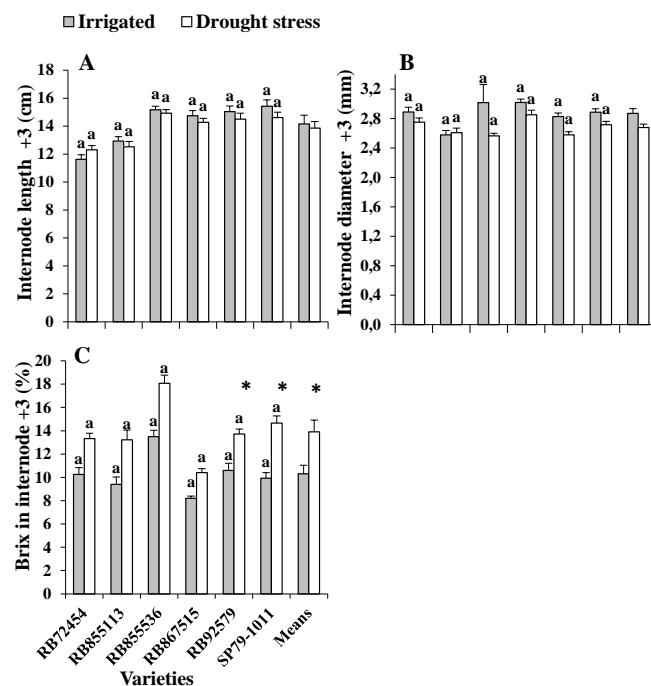 Irrigated Drought stress
A
Internode length +3 (cm)
18
16
14
12
10
8
6
4
2
0
a a a a a a a a a a a a
B
Internode diameter +3 (mm)
3,2
2,8
2,4
2,0
1,6
1,2
0,8
0,4
0,0
a a a a a a a a a a a a
C
Brix in internode +3 (%)
20
18
16
14
12
10
8
6
4
2
0
a a a a a a a a a a a a
* * *
RB72454
RB855113
RB855536
RB867515
RB92579
SP79-1011
Means
Varieties